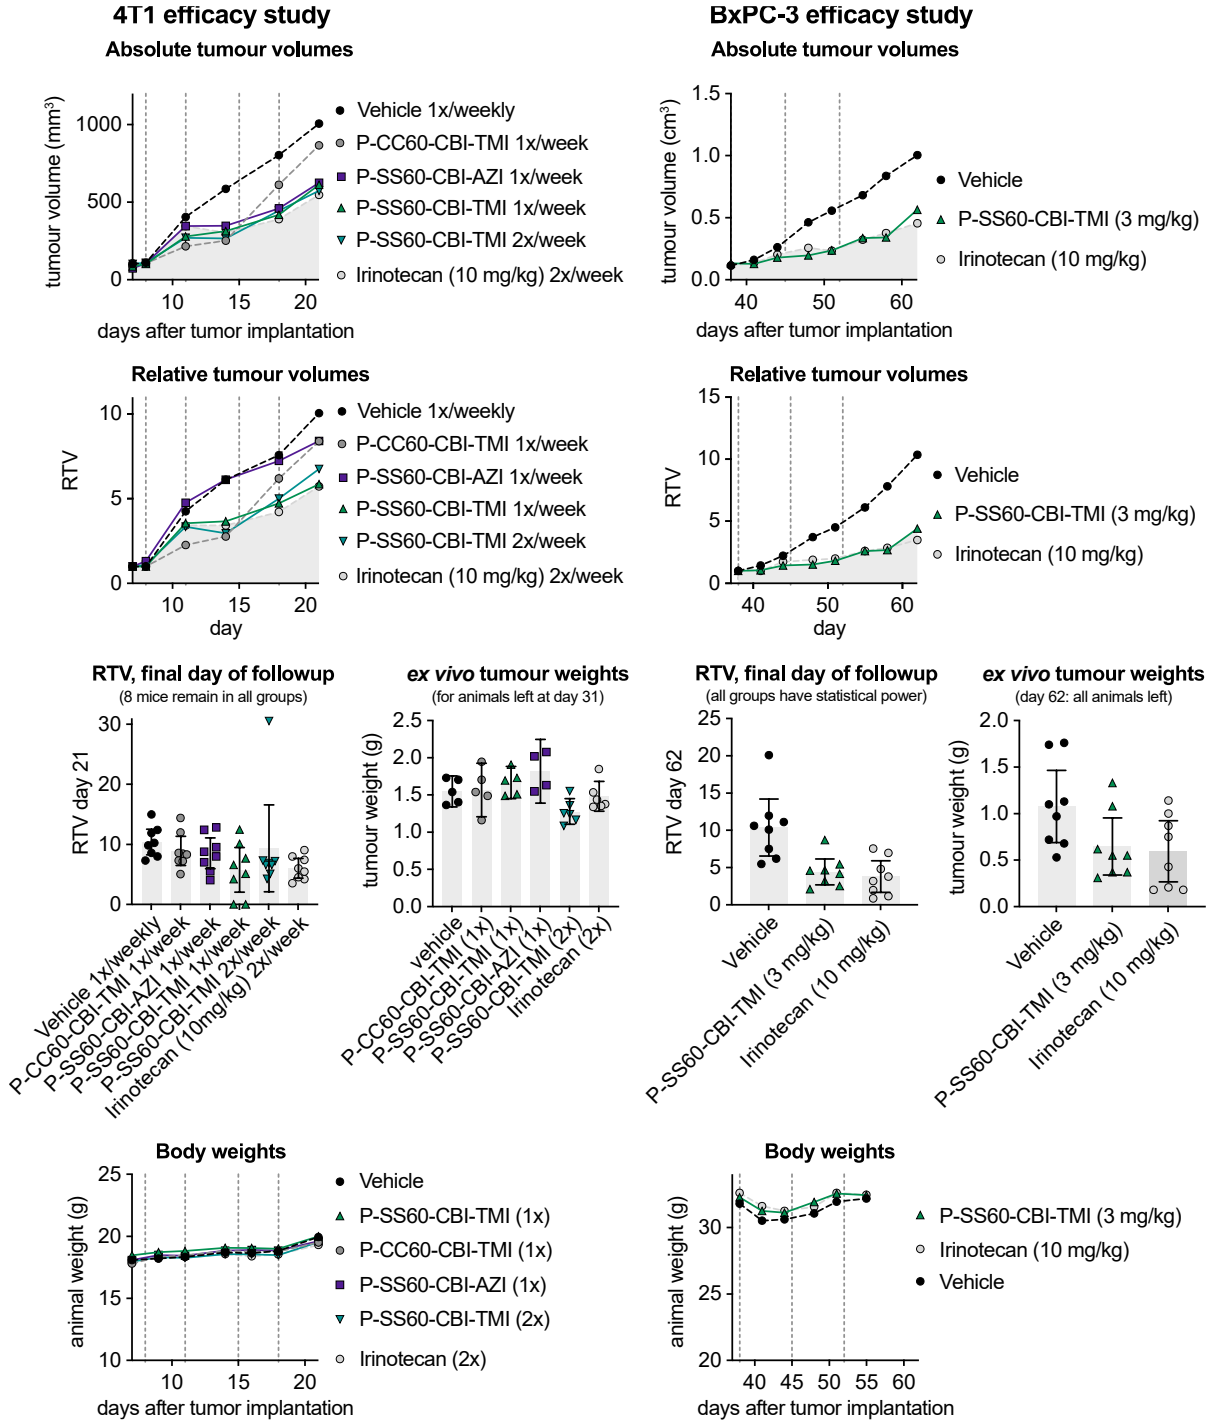 4T1 efficacy study
Absolute tumour volumes
tumour volume (mm³)
1000
500
0
10
15
20
days after tumor implantation
Vehicle 1x/weekly
P-CC60-CBI-TMI 1x/week
P-SS60-CBI-AZI 1x/week
P-SS60-CBI-TMI 1x/week
P-SS60-CBI-TMI 2x/week
Irinotecan (10 mg/kg) 2x/week
BxPC-3 efficacy study
Absolute tumour volumes
tumour volume (cm³)
1.5
1.0
0.5
0.0
40
50
60
days after tumor implantation
Vehicle
P-SS60-CBI-TMI (3 mg/kg)
Irinotecan (10 mg/kg)
Relative tumour volumes
RTV
10
5
0
10
15
20
day
Vehicle 1x/weekly
P-CC60-CBI-TMI 1x/week
P-SS60-CBI-AZI 1x/week
P-SS60-CBI-TMI 1x/week
P-SS60-CBI-TMI 2x/week
Irinotecan (10 mg/kg) 2x/week
Relative tumour volumes
RTV
15
10
5
0
40
50
60
day
Vehicle
P-SS60-CBI-TMI (3 mg/kg)
Irinotecan (10 mg/kg)
RTV, final day of followup
(8 mice remain in all groups)
RTV day 21
30
20
10
0
Vehicle 1x/weekly
P-CC60-CBI-TMI 1x/week
P-SS60-CBI-AZI 1x/week
P-SS60-CBI-TMI 1x/week
P-SS60-CBI-TMI 2x/week
Irinotecan (10mg/kg) 2x/week
ex vivo tumour weights
(for animals left at day 31)
tumour weight (g)
2.5
2.0
1.5
1.0
0.5
0.0
vehicle
P-CC60-CBI-TMI (1x)
P-SS60-CBI-TMI (1x)
P-SS60-CBI-AZI (1x)
P-SS60-CBI-TMI (2x)
Irinotecan (2x)
RTV, final day of followup
(all groups have statistical power)
RTV day 62
25
20
15
10
5
0
Vehicle
P-SS60-CBI-TMI (3 mg/kg)
Irinotecan (10 mg/kg)
ex vivo tumour weights
(day 62: all animals left)
tumour weight (g)
2.0
1.5
1.0
0.5
0.0
Vehicle
P-SS60-CBI-TMI (3 mg/kg)
Irinotecan (10 mg/kg)
Body weights
animal weight (g)
25
20
15
10
10
15
20
days after tumor implantation
Vehicle
P-SS60-CBI-TMI (1x)
P-CC60-CBI-TMI (1x)
P-SS60-CBI-AZI (1x)
P-SS60-CBI-TMI (2x)
Irinotecan (2x)
Body weights
animal weight (g)
30
25
20
40
45
50
55
60
days after tumor implantation
P-SS60-CBI-TMI (3 mg/kg)
Irinotecan (10 mg/kg)
Vehicle